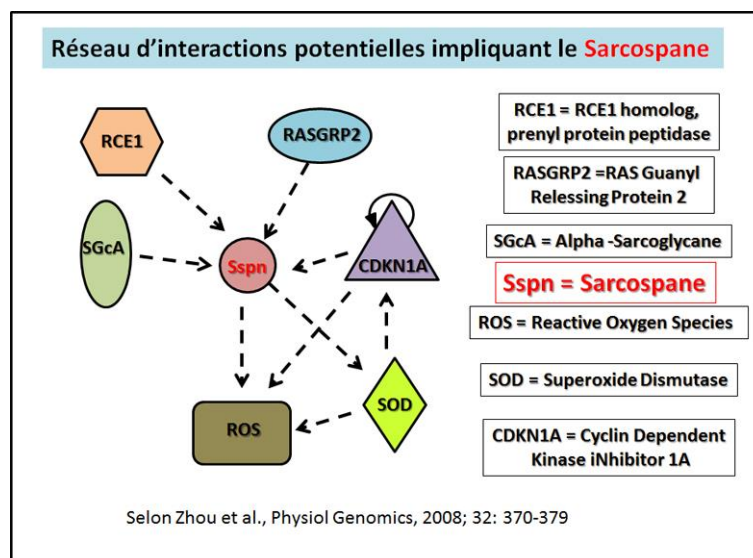 Réseau d'interactions potentielles impliquant le Sarcospane
RCE1
RASGRP2
SGcA
Sspn
CDKN1A
ROS
SOD
RCE1 = RCE1 homolog,
prenyl protein peptidase
RASGRP2 =RAS Guanyl
Relessing Protein 2
SGcA = Alpha -Sarcoglycane
Sspn = Sarcospane
ROS = Reactive Oxygen Species
SOD = Superoxide Dismutase
CDKN1A = Cyclin Dependent
Kinase iNhibitor 1A
Selon Zhou et al., Physiol Genomics, 2008; 32: 370-379